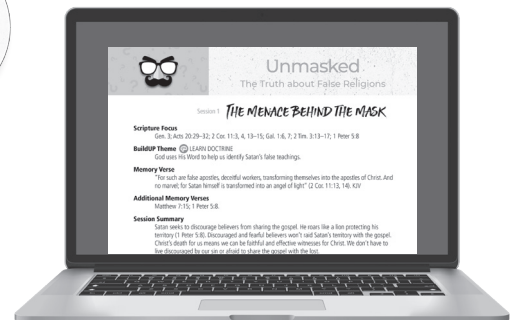 Unmasked
The Truth about False Religions
Session 1 THE MENACE BEHIND THE MASK
Scripture Focus
Gen. 3; Acts 20:29–32; 2 Cor. 11:3, 4, 13–15; Gal. 1:6, 7; 2 Tim. 3:13–17; 1 Peter 5:8
BuildUP Theme LEARN DOCTRINE
God uses His Word to help us identify Satan's false teachings.
Memory Verse
"For such are false apostles, deceitful workers, transforming themselves into the apostles of Christ. And
no marvel; for Satan himself is transformed into an angel of light" (2 Cor. 11:13, 14). KJV
Additional Memory Verses
Matthew 7:15; 1 Peter 5:8.
Session Summary
Satan seeks to discourage believers from sharing the gospel. He roars like a lion protecting his
territory (1 Peter 5:8). Discouraged and fearful believers won't raid Satan's territory with the gospel.
Christ's death for us means we can be faithful and effective witnesses for Christ. We don't have to
live discouraged by our sin or afraid to share the gospel with the lost.